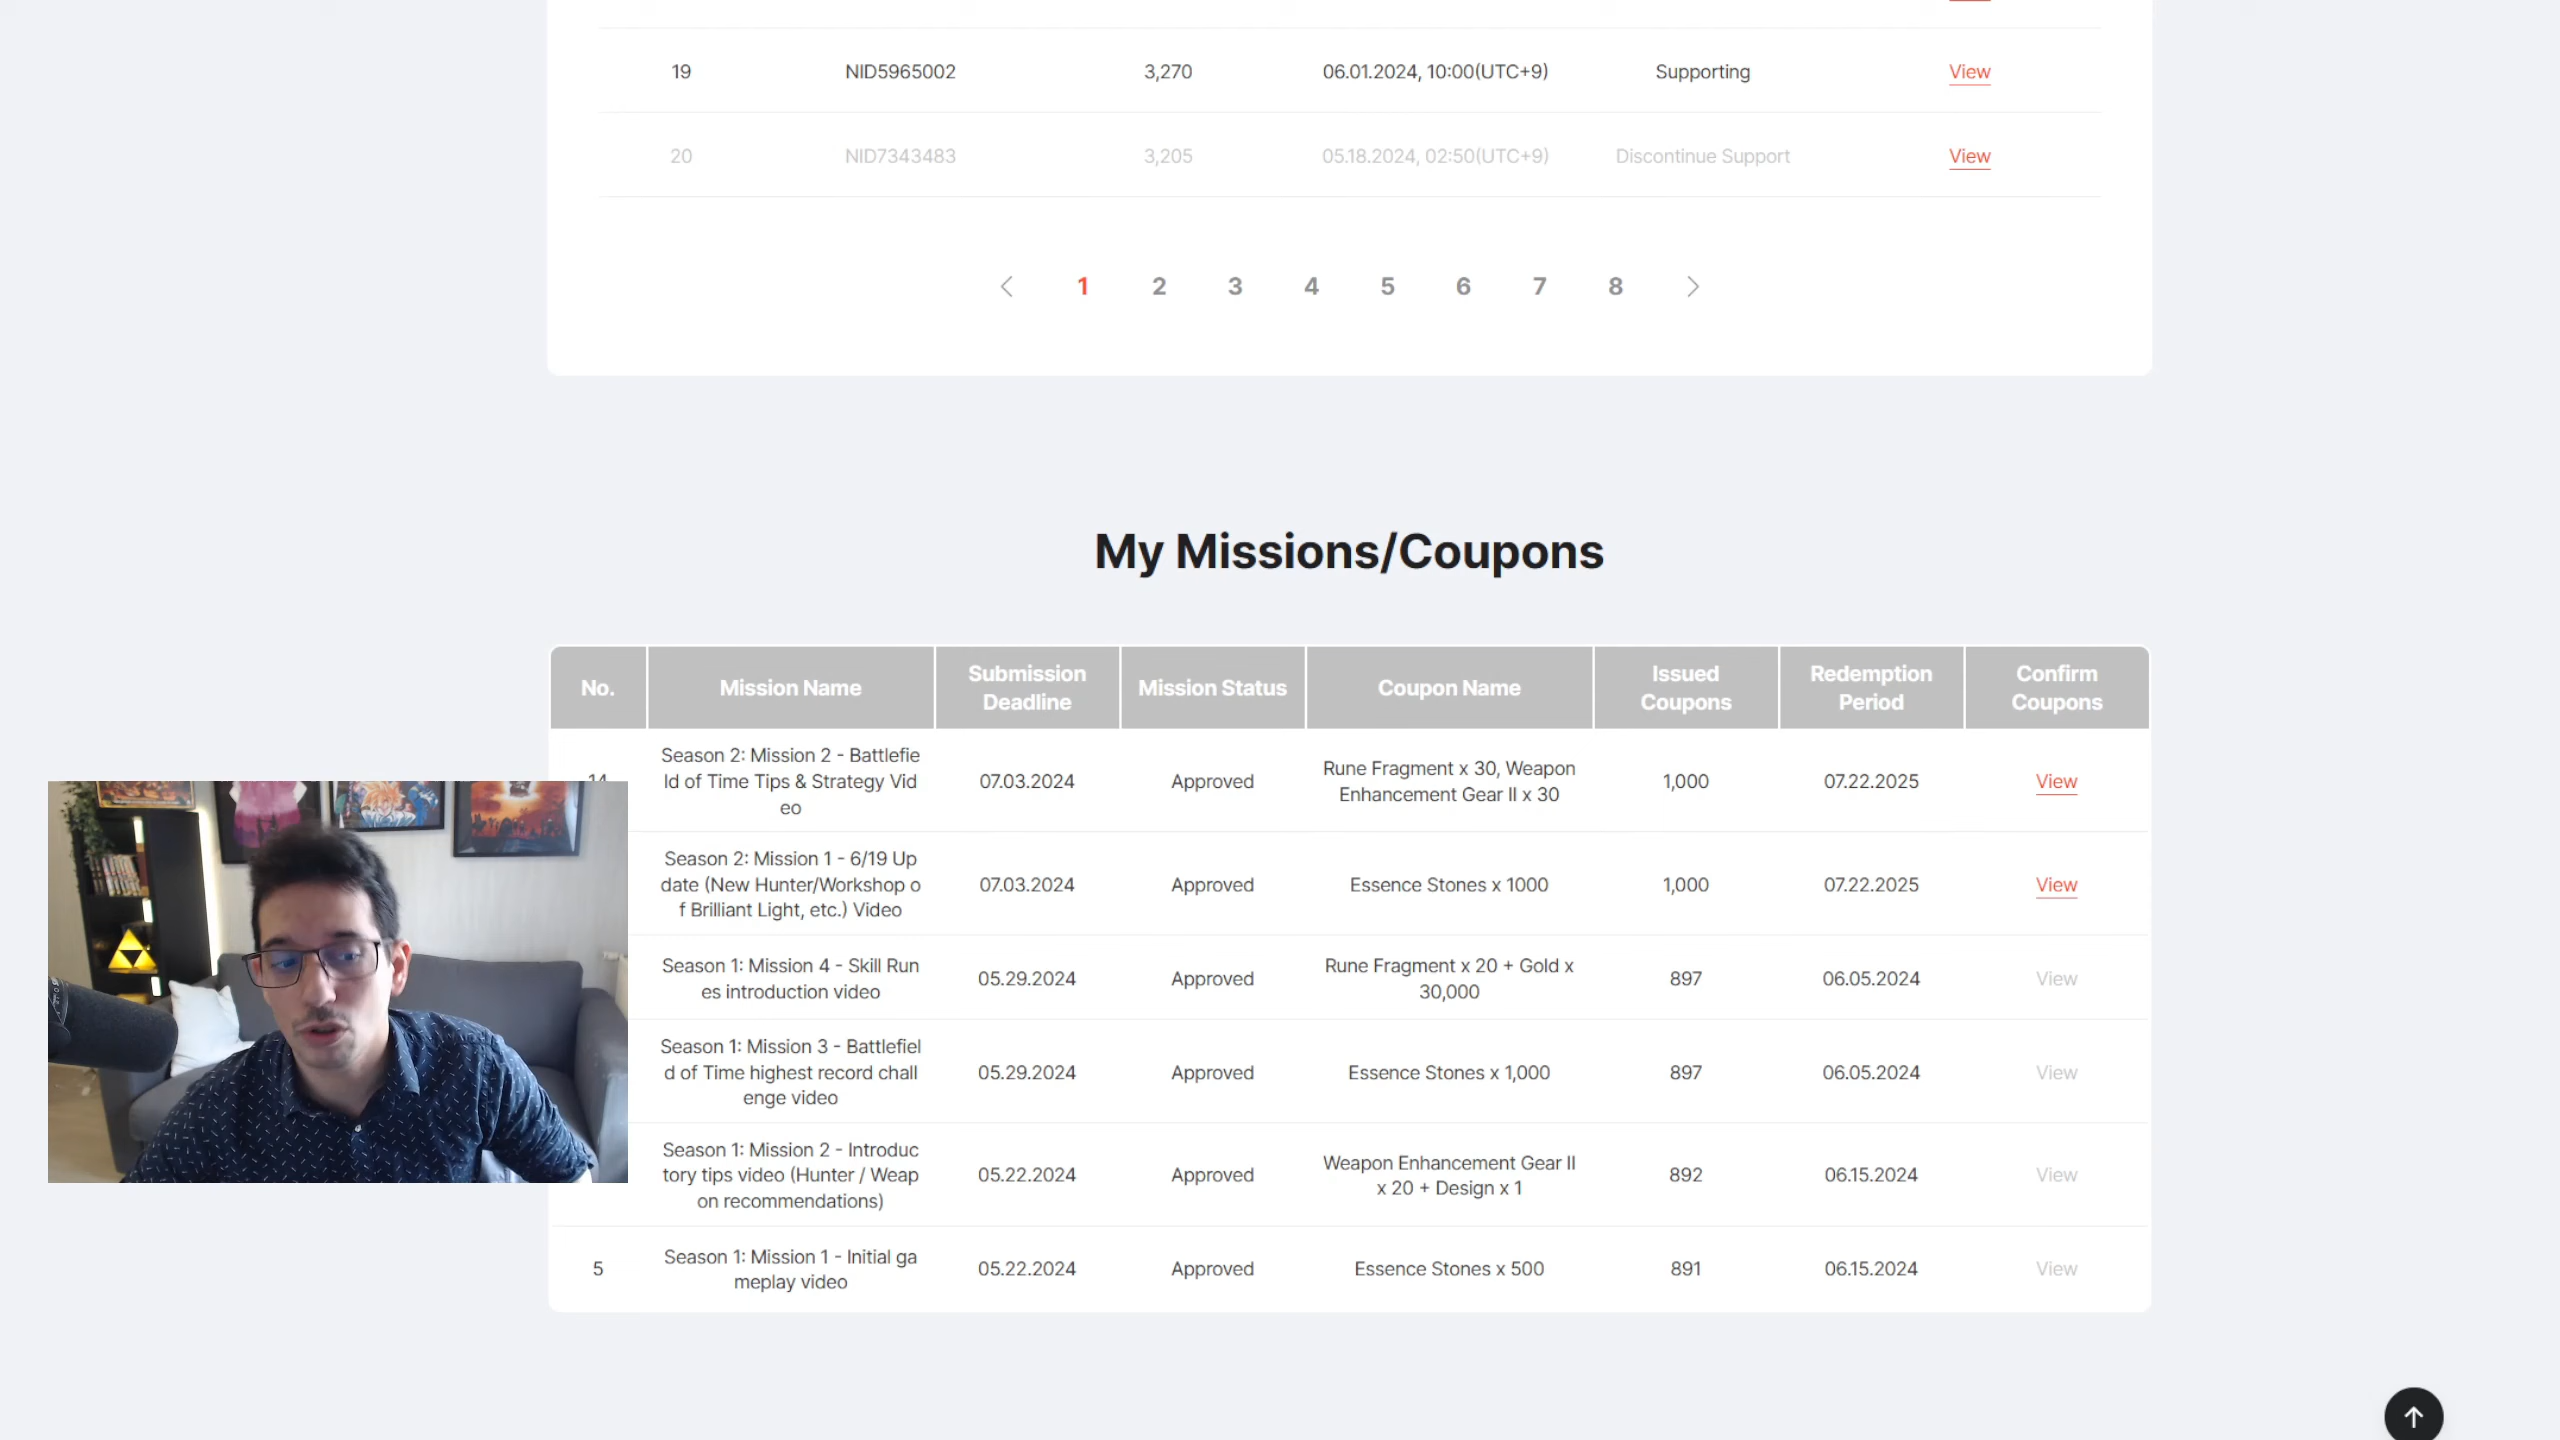 19 NID5965002 3,270 06.01.2024, 10:00(UTC+9) Supporting View
20 NID7343483 3,205 05.18.2024, 02:50(UTC+9) Discontinue Support View
1 2 3 4 5 6 7 8
My Missions/Coupons
No. Mission Name Submission Deadline Mission Status Coupon Name Issued Coupons Redemption Period Confirm Coupons
Season 2: Mission 2 - Battlefie
ld of Time Tips & Strategy Vid
eo
14 07.03.2024 Approved
Rune Fragment x 30, Weapon
Enhancement Gear II x 30
1,000 07.22.2025 View
Season 2: Mission 1 - 6/19 Up
date (New Hunter/Workshop o
f Brilliant Light, etc.) Video
07.03.2024 Approved Essence Stones x 1000 1,000 07.22.2025 View
Season 1: Mission 4 - Skill Run
es introduction video
05.29.2024 Approved
Rune Fragment x 20 + Gold x
30,000
897 06.05.2024 View
Season 1: Mission 3 - Battlefiel
d of Time highest record chall
enge video
05.29.2024 Approved Essence Stones x 1,000 897 06.05.2024 View
Season 1: Mission 2 - Introduc
tory tips video (Hunter / Weap
on recommendations)
05.22.2024 Approved
Weapon Enhancement Gear II
x 20 + Design x 1
892 06.15.2024 View
5
Season 1: Mission 1 - Initial ga
meplay video
05.22.2024 Approved Essence Stones x 500 891 06.15.2024 View